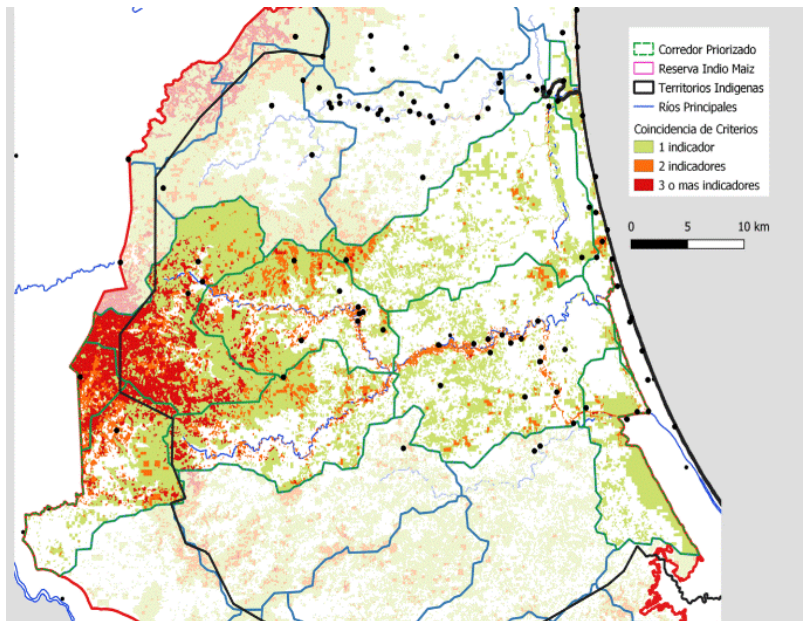 Corredor Priorizado
Reserva Indio Maiz
Territorios Indigenas
Ríos Principales
Coincidencia de Criterios
1 indicador
2 indicadores
3 o mas indicadores
0 5 10 km